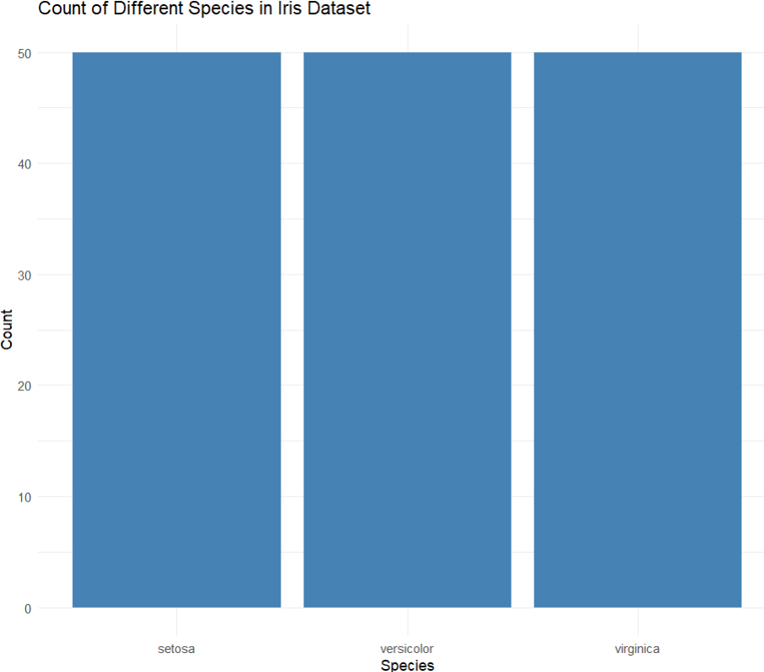 Count of Different Species in Iris Dataset
50
40
30
20
10
0
Count
setosa versicolor virginica
Species